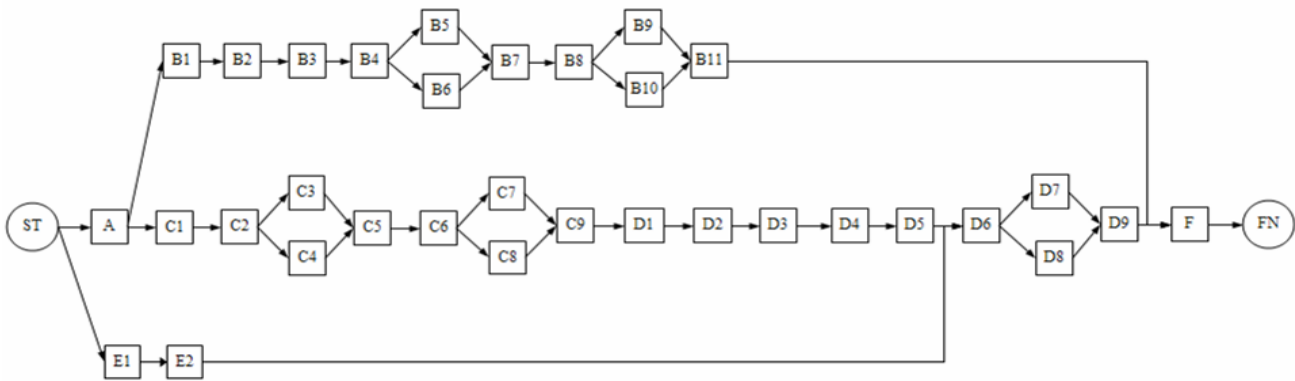 B5
B9
B1 B2 B3 B4 B7 B8 B11
B6 B10
C3 C7 D7
ST A C1 C2 C5 C6 C9 D1 D2 D3 D4 D5 D6 D9 F FN
C4 C8 D8
E1 E2